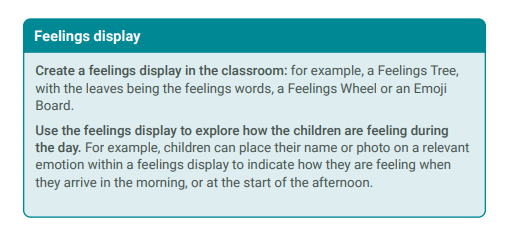 Feelings display
Create a feelings display in the classroom: for example, a Feelings Tree,
with the leaves being the feelings words, a Feelings Wheel or an Emoji
Board.
Use the feelings display to explore how the children are feeling during
the day. For example, children can place their name or photo on a relevant
emotion within a feelings display to indicate how they are feeling when
they arrive in the morning, or at the start of the afternoon.